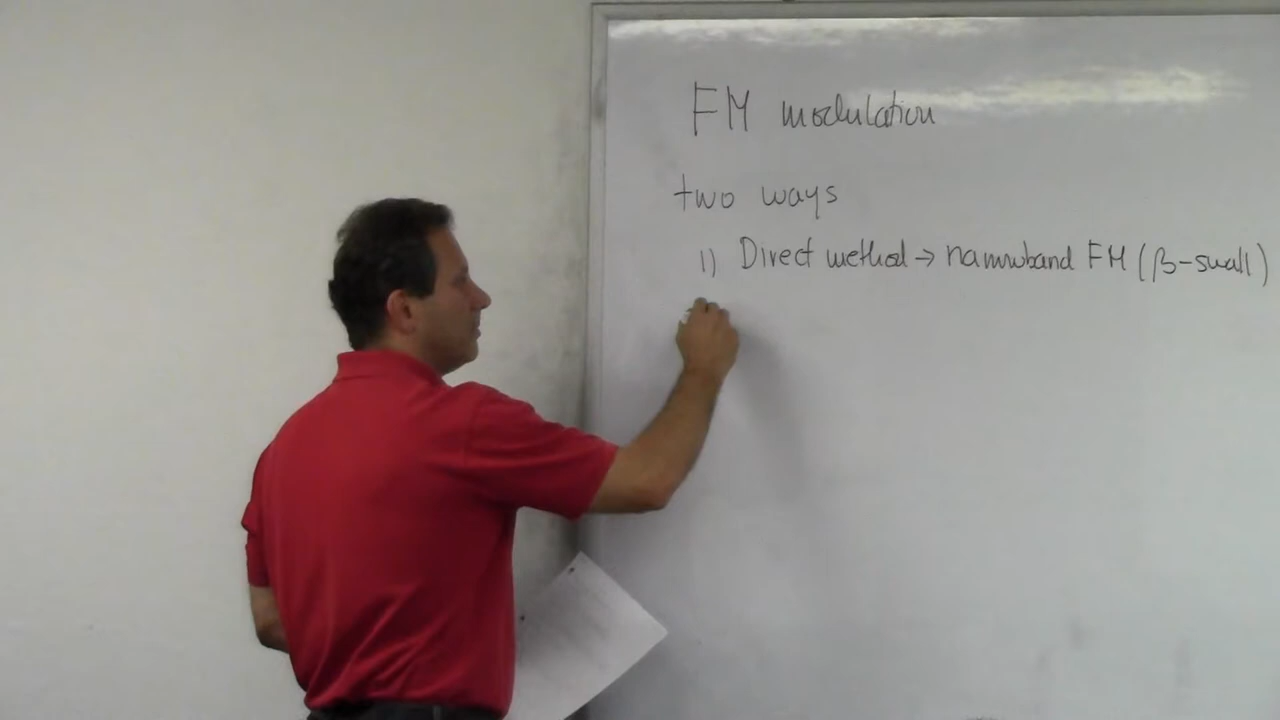 FM modulation
two ways
1) Direct method → narrowband FM (β-small)